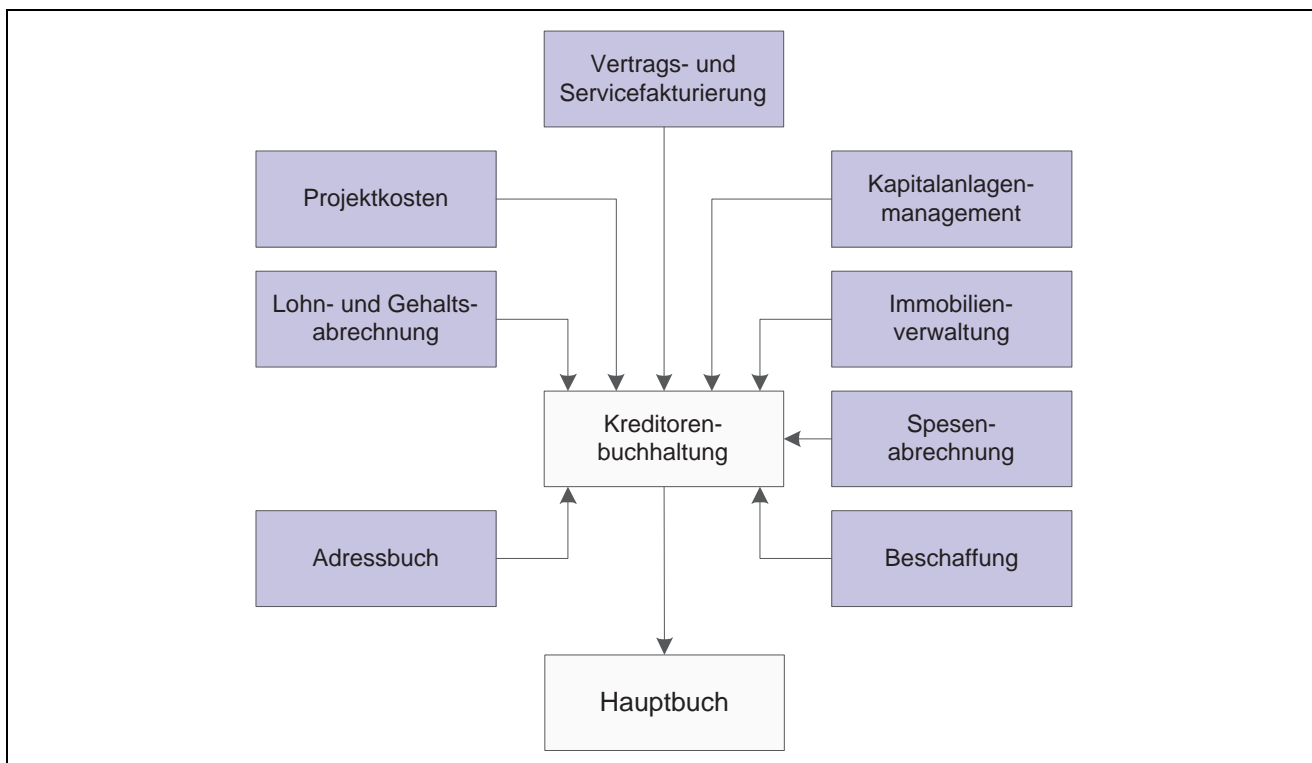 Vertrags- und
Servicefakturierung
Projektkosten
Kapitalanlagen-
management
Lohn- und Gehalts-
abrechnung
Immobilien-
verwaltung
Kreditoren-
buchhaltung
Spesen-
abrechnung
Adressbuch
Beschaffung
Hauptbuch